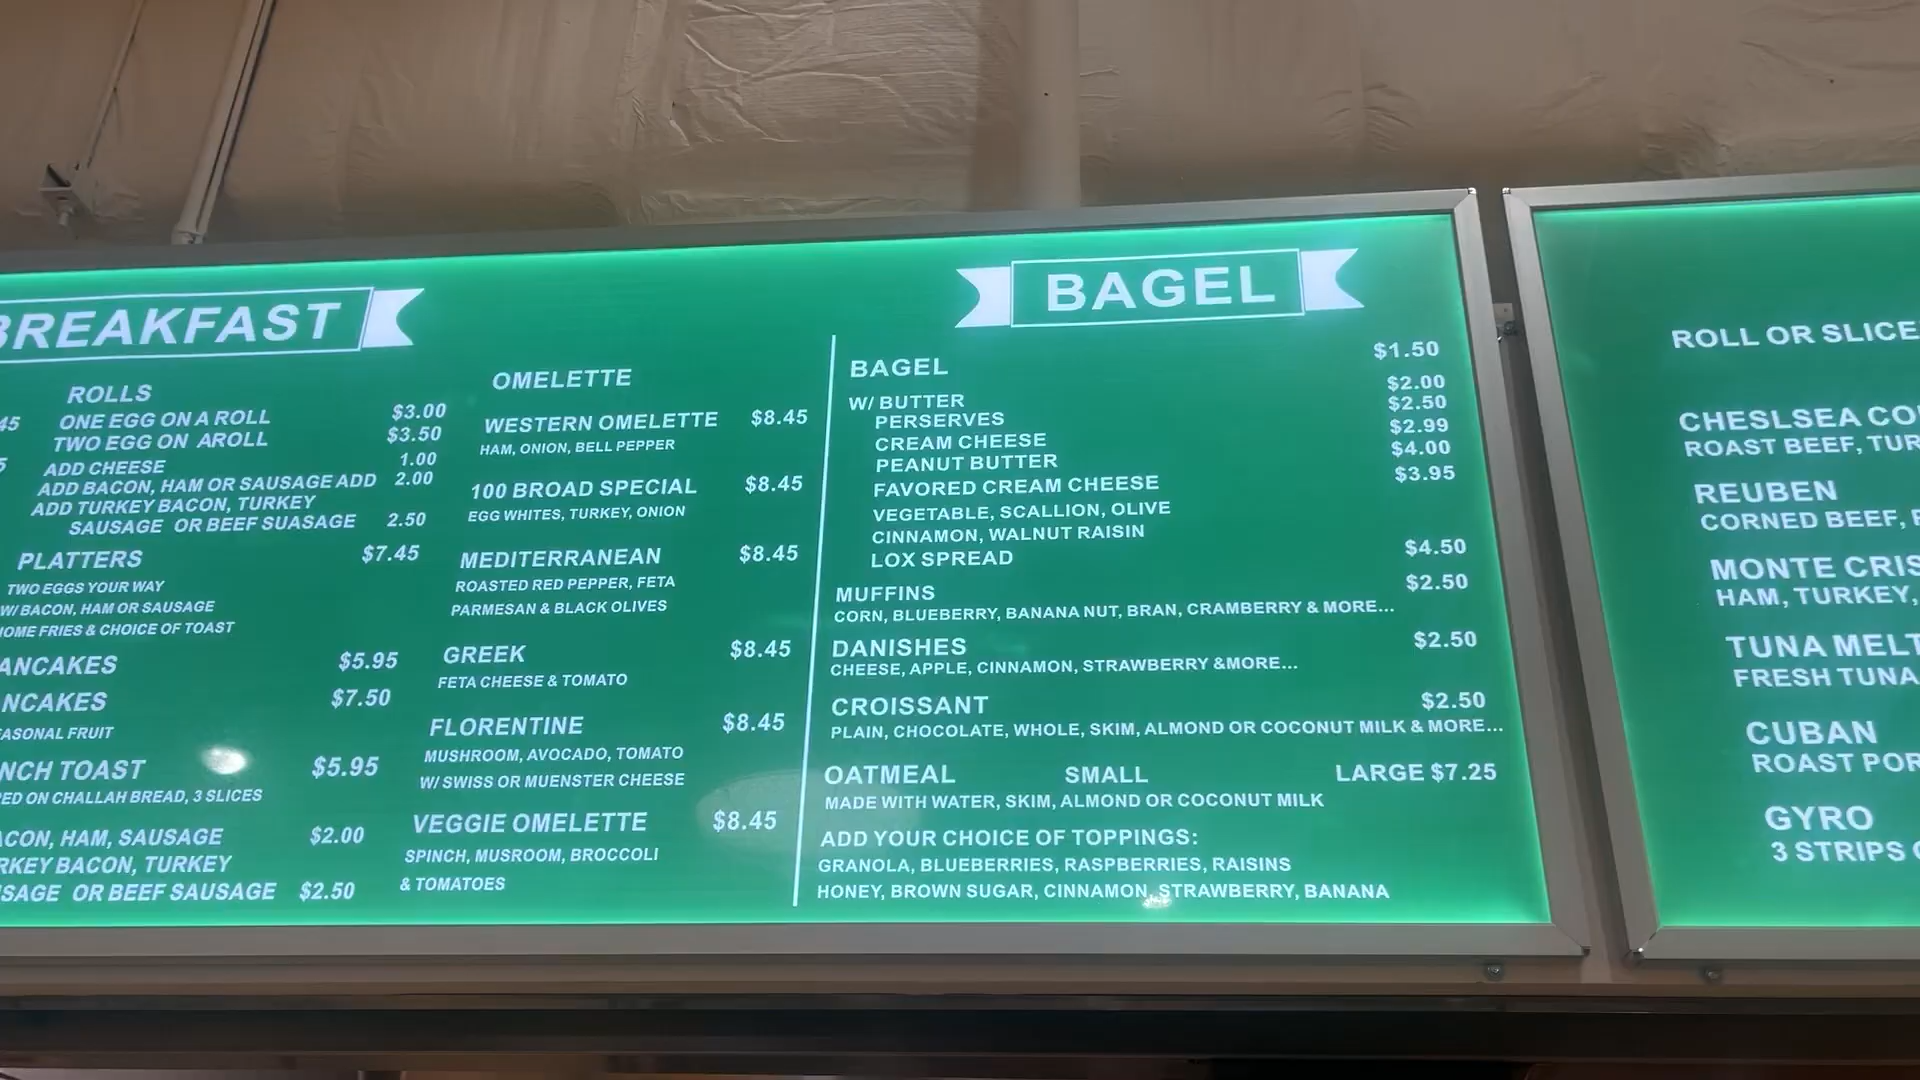 BREAKFAST
45
5
ROLLS
ONE EGG ON A ROLL $3.00
TWO EGG ON AROLL $3.50
ADD CHEESE 1.00
ADD BACON, HAM OR SAUSAGE ADD 2.00
ADD TURKEY BACON, TURKEY
SAUSAGE OR BEEF SUASAGE 2.50
PLATTERS $7.45
TWO EGGS YOUR WAY
W/ BACON, HAM OR SAUSAGE
HOME FRIES & CHOICE OF TOAST
ANCAKES $5.95
NCAKES $7.50
EASONAL FRUIT
NCH TOAST $5.95
ED ON CHALLAH BREAD, 3 SLICES
ACON, HAM, SAUSAGE $2.00
RKEY BACON, TURKEY
SAGE OR BEEF SAUSAGE $2.50
OMELETTE
WESTERN OMELETTE $8.45
HAM, ONION, BELL PEPPER
100 BROAD SPECIAL $8.45
EGG WHITES, TURKEY, ONION
MEDITERRANEAN $8.45
ROASTED RED PEPPER, FETA
PARMESAN & BLACK OLIVES
GREEK $8.45
FETA CHEESE & TOMATO
FLORENTINE $8.45
MUSHROOM, AVOCADO, TOMATO
W/ SWISS OR MUENSTER CHEESE
VEGGIE OMELETTE $8.45
SPINCH, MUSROOM, BROCCOLI
& TOMATOES
BAGEL
BAGEL $1.50
W/ BUTTER $2.00
PERSERVES $2.50
CREAM CHEESE $2.99
PEANUT BUTTER $4.00
FAVORED CREAM CHEESE $3.95
VEGETABLE, SCALLION, OLIVE
CINNAMON, WALNUT RAISIN
LOX SPREAD $4.50
MUFFINS $2.50
CORN, BLUEBERRY, BANANA NUT, BRAN, CRAMBERRY & MORE...
DANISHES $2.50
CHEESE, APPLE, CINNAMON, STRAWBERRY &MORE...
CROISSANT $2.50
PLAIN, CHOCOLATE, WHOLE, SKIM, ALMOND OR COCONUT MILK & MORE...
OATMEAL SMALL LARGE $7.25
MADE WITH WATER, SKIM, ALMOND OR COCONUT MILK
ADD YOUR CHOICE OF TOPPINGS:
GRANOLA, BLUEBERRIES, RASPBERRIES, RAISINS
HONEY, BROWN SUGAR, CINNAMON, STRAWBERRY, BANANA
ROLL OR SLICE
CHESLSEA CO
ROAST BEEF, TUR
REUBEN
CORNED BEEF,
MONTE CRIS
HAM, TURKEY,
TUNA MELT
FRESH TUNA
CUBAN
ROAST POR
GYRO
3 STRIPS